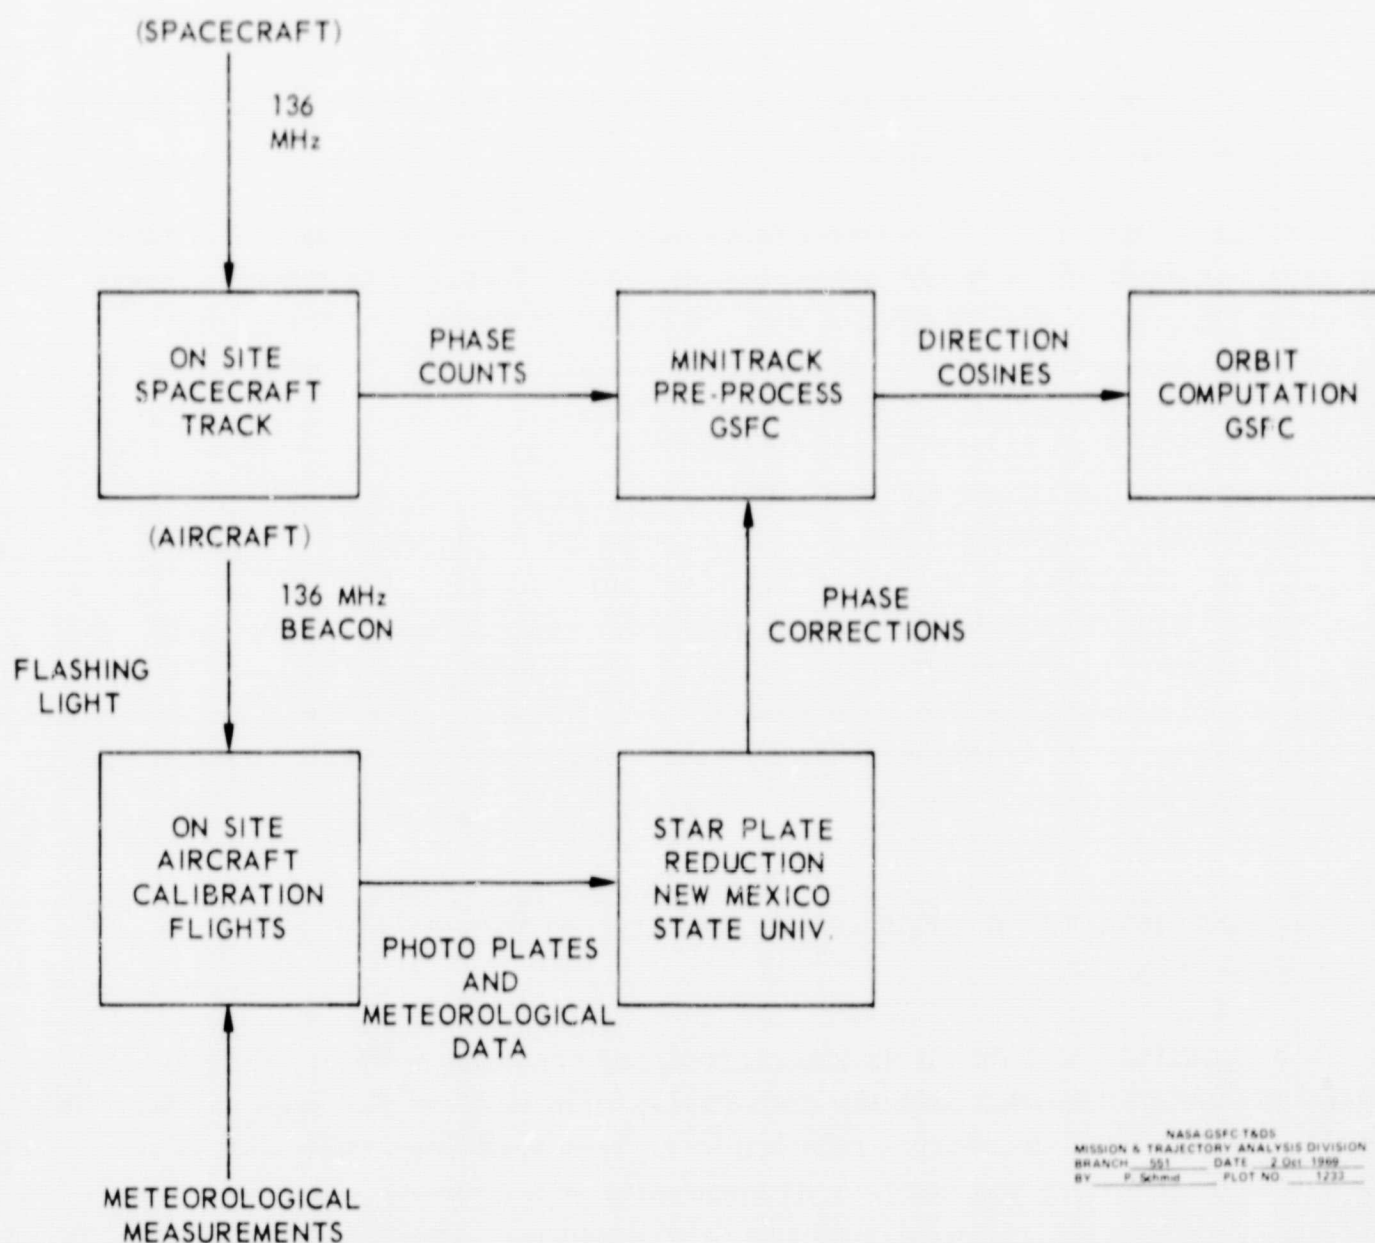 (SPACECRAFT)
136
MHz
ON SITE
SPACECRAFT
TRACK
PHASE
COUNTS
MINITRACK
PRE-PROCESS
GSFC
DIRECTION
COSINES
ORBIT
COMPUTATION
GSFC
(AIRCRAFT)
136 MHz
BEACON
FLASHING
LIGHT
PHASE
CORRECTIONS
ON SITE
AIRCRAFT
CALIBRATION
FLIGHTS
PHOTO PLATES
AND
METEOROLOGICAL
DATA
STAR PLATE
REDUCTION
NEW MEXICO
STATE UNIV.
METEOROLOGICAL
MEASUREMENTS
NASA-GSFC-T&DS
MISSION & TRAJECTORY ANALYSIS DIVISION
BRANCH 551 DATE 2 Oct 1969
BY P. Schmid PLOT NO. 1233